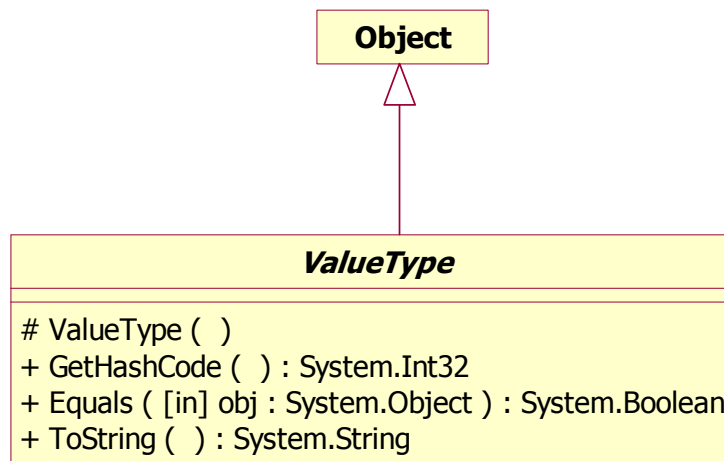 Object
ValueType
# ValueType ( )
+ GetHashCode ( ) : System.Int32
+ Equals ( [in] obj : System.Object ) : System.Boolean
+ ToString ( ) : System.String